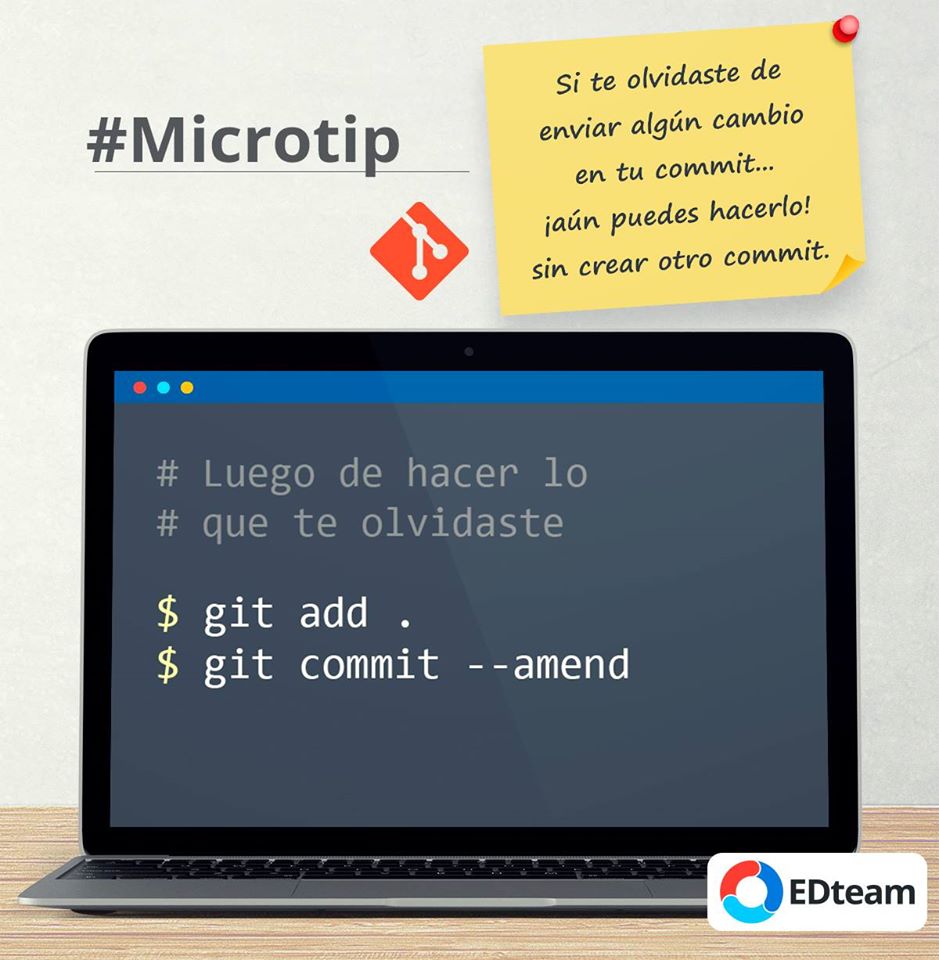 #Microtip
Si te olvidaste de
enviar algún cambio
en tu commit...
¡aún puedes hacerlo!
sin crear otro commit.
# Luego de hacer lo
# que te olvidaste
$ git add .
$ git commit --amend
EDteam